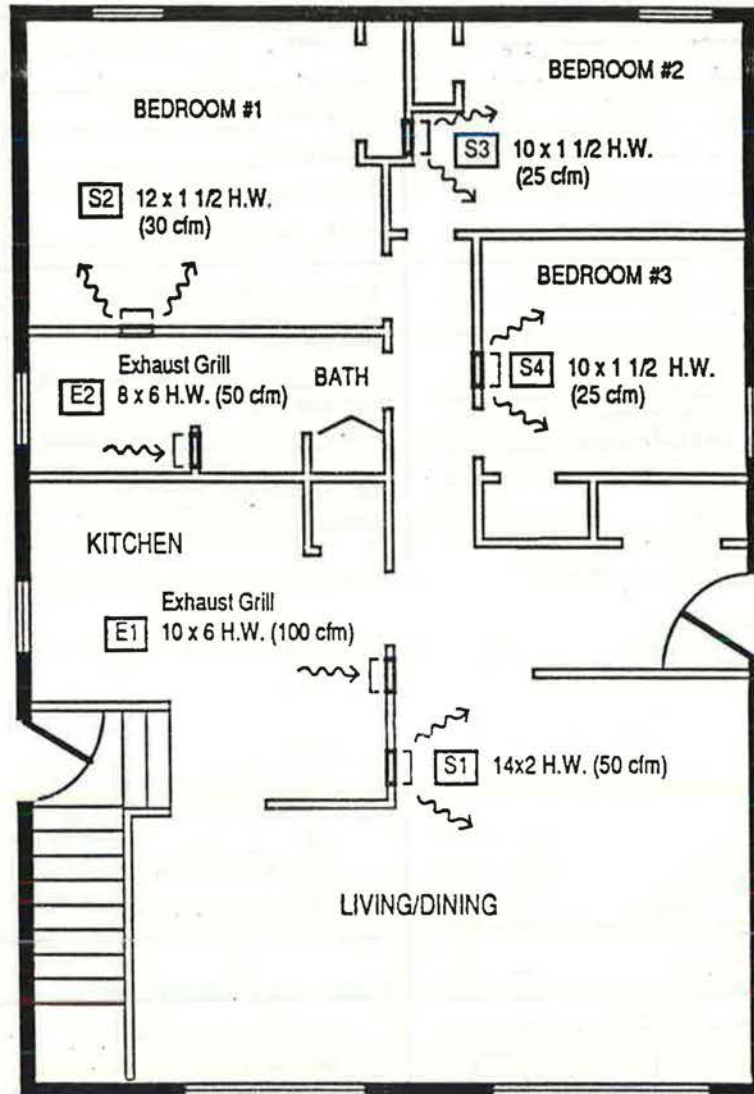 BEDROOM #1
BEDROOM #2
S3 10 x 1 1/2 H.W.
(25 cfm)
S2 12 x 1 1/2 H.W.
(30 cfm)
BEDROOM #3
S4 10 x 1 1/2 H.W.
(25 cfm)
Exhaust Grill
E2 8 x 6 H.W. (50 cfm)
BATH
KITCHEN
Exhaust Grill
E1 10 x 6 H.W. (100 cfm)
S1 14x2 H.W. (50 cfm)
LIVING/DINING